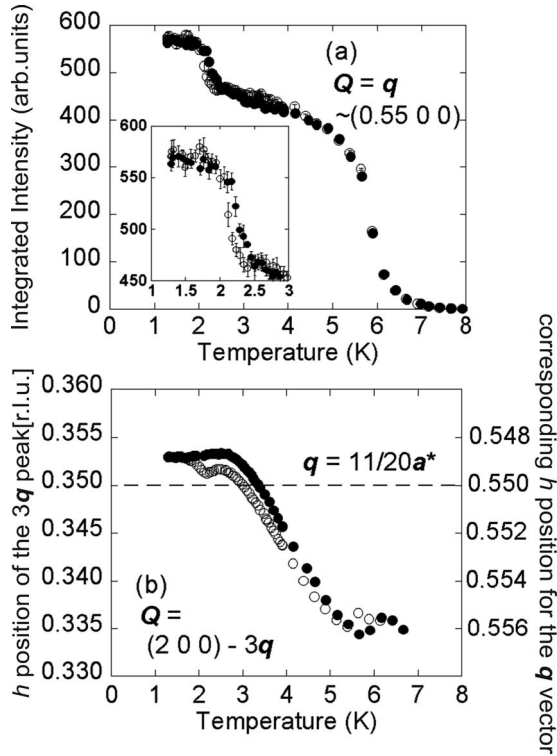 Integrated Intensity (arb.units)
600
500
400
300
200
100
0
(a)
Q = q
~(0.55 0 0)
600
550
500
450
1 1.5 2 2.5 3
0 1 2 3 4 5 6 7 8
Temperature (K)
h position of the 3q peak[r.l.u.]
0.360
0.355
0.350
0.345
0.340
0.335
0.330
q = 11/20a*
(b)
Q =
(2 0 0) - 3q
0.548
0.550
0.552
0.554
0.556
corresponding h position for the q vector
0 1 2 3 4 5 6 7 8
Temperature (K)